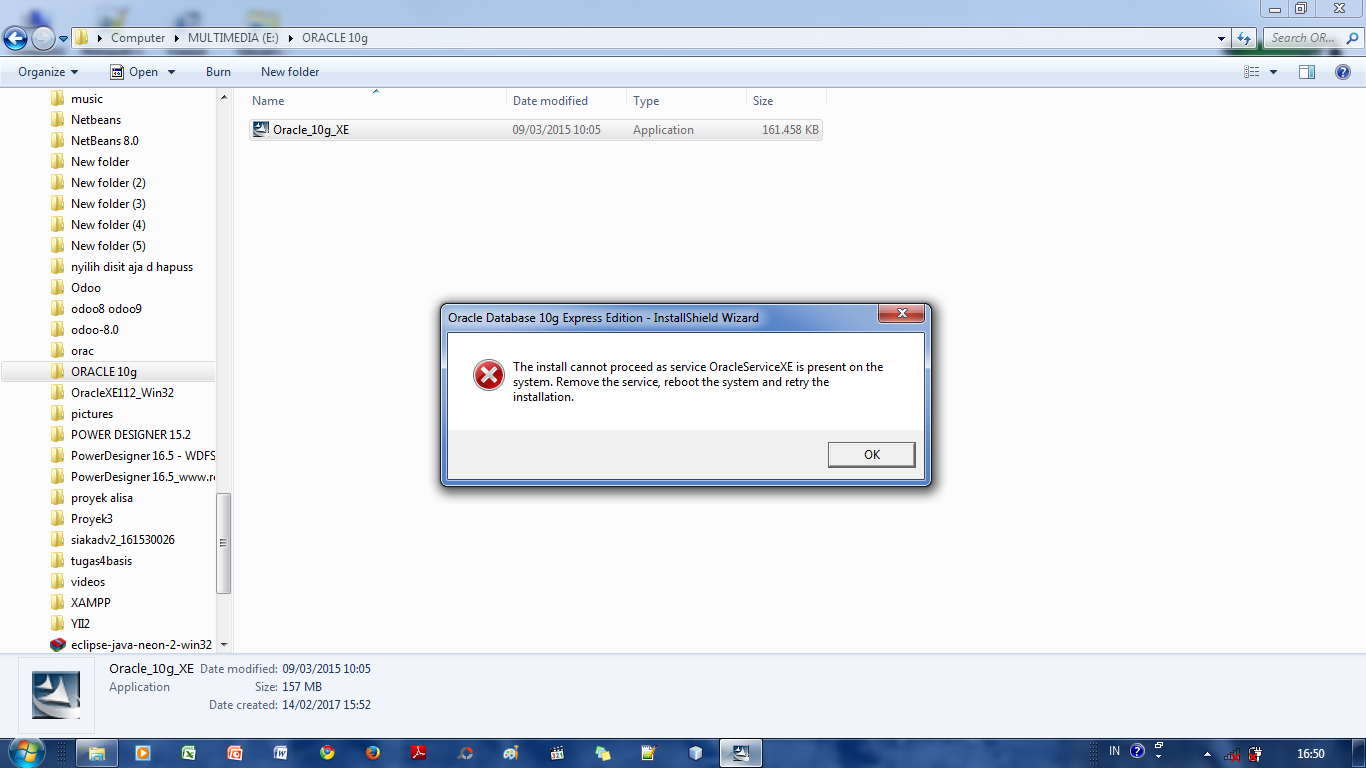 Computer ▸ MULTIMEDIA (E:) ▸ ORACLE 10g
Search OR...
Organize Open Burn New folder
music
Netbeans
NetBeans 8.0
New folder
New folder (2)
New folder (3)
New folder (4)
New folder (5)
nyilih disit aja d hapuss
Odoo
odoo8 odoo9
odoo-8.0
orac
ORACLE 10g
OracleXE112_Win32
pictures
POWER DESIGNER 15.2
PowerDesigner 16.5 - WDFS
PowerDesigner 16.5_www.re
proyek alisa
Proyek3
siakadv2_161530026
tugas4basis
videos
XAMPP
YII2
eclipse-java-neon-2-win32
Name Date modified Type Size
Oracle_10g_XE 09/03/2015 10:05 Application 161.458 KB
Oracle Database 10g Express Edition - InstallShield Wizard
The install cannot proceed as service OracleServiceXE is present on the
system. Remove the service, reboot the system and retry the
installation.
OK
Oracle_10g_XE Date modified: 09/03/2015 10:05
Application Size: 157 MB
Date created: 14/02/2017 15:52
IN 16:50